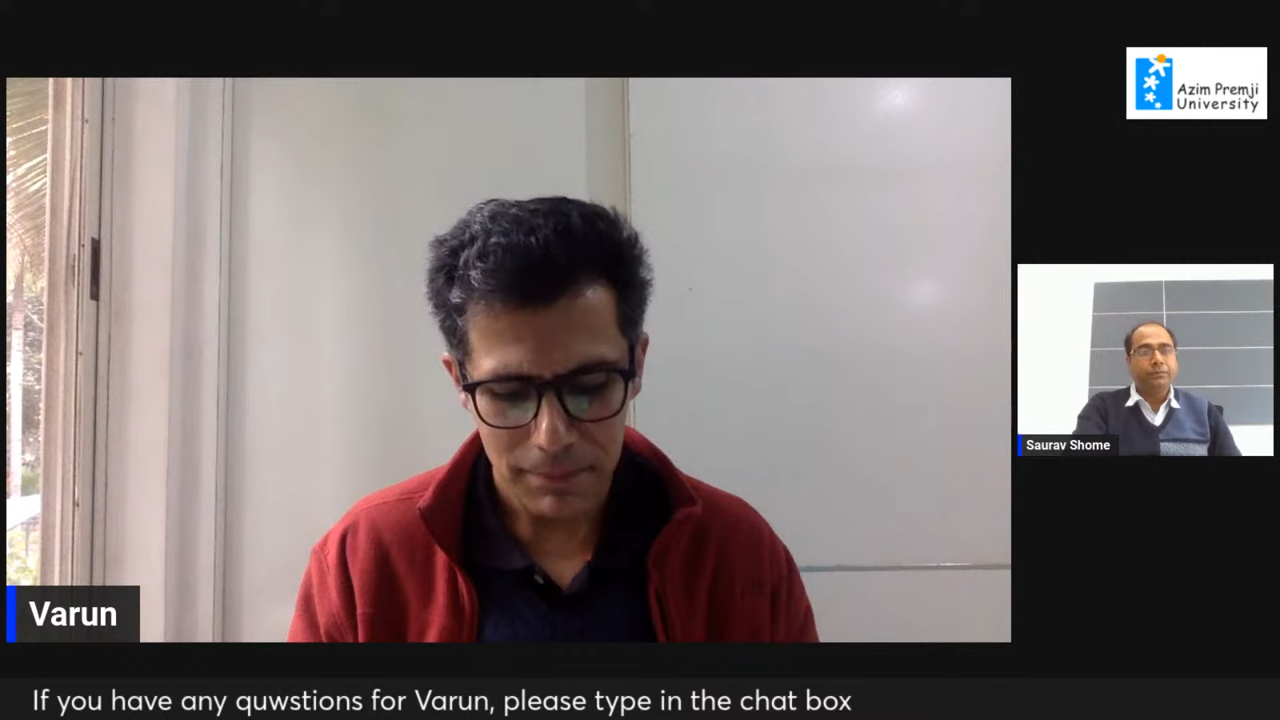 Azim Premji
University
Saurav Shome
Varun
If you have any quwstions for Varun, please type in the chat box